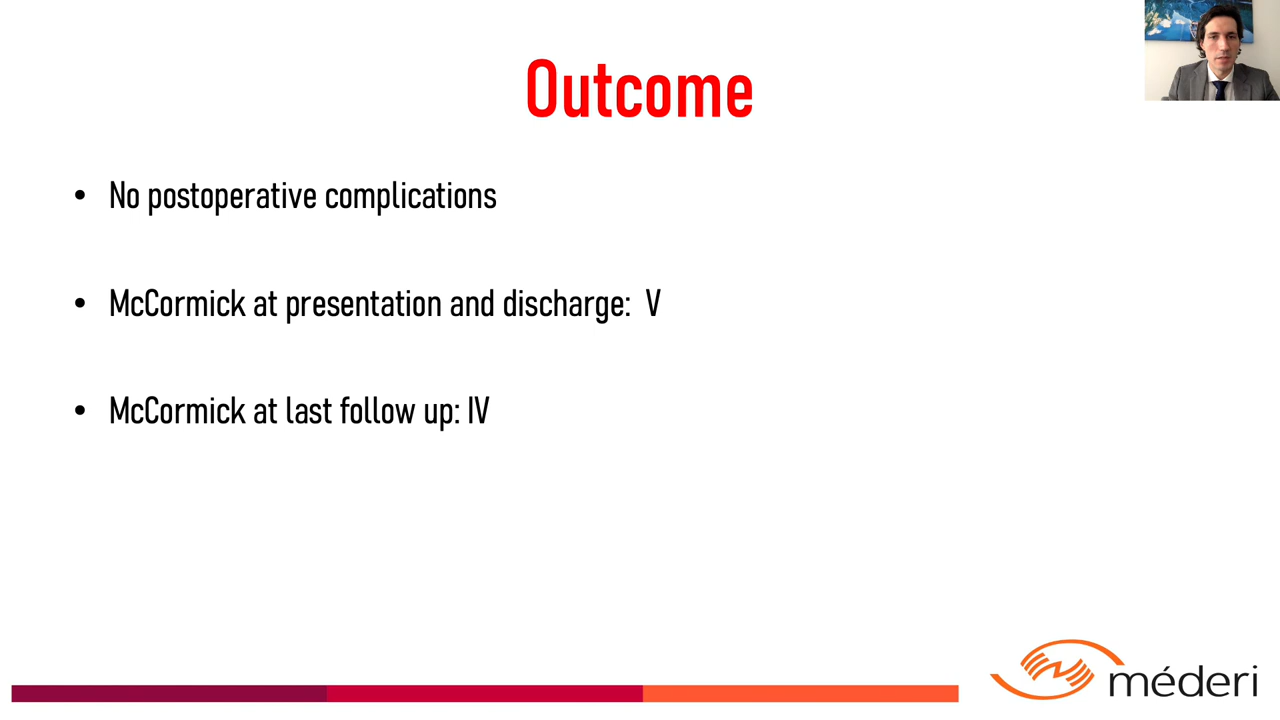 Outcome
• No postoperative complications
• McCormick at presentation and discharge: V
• McCormick at last follow up: IV
méderi